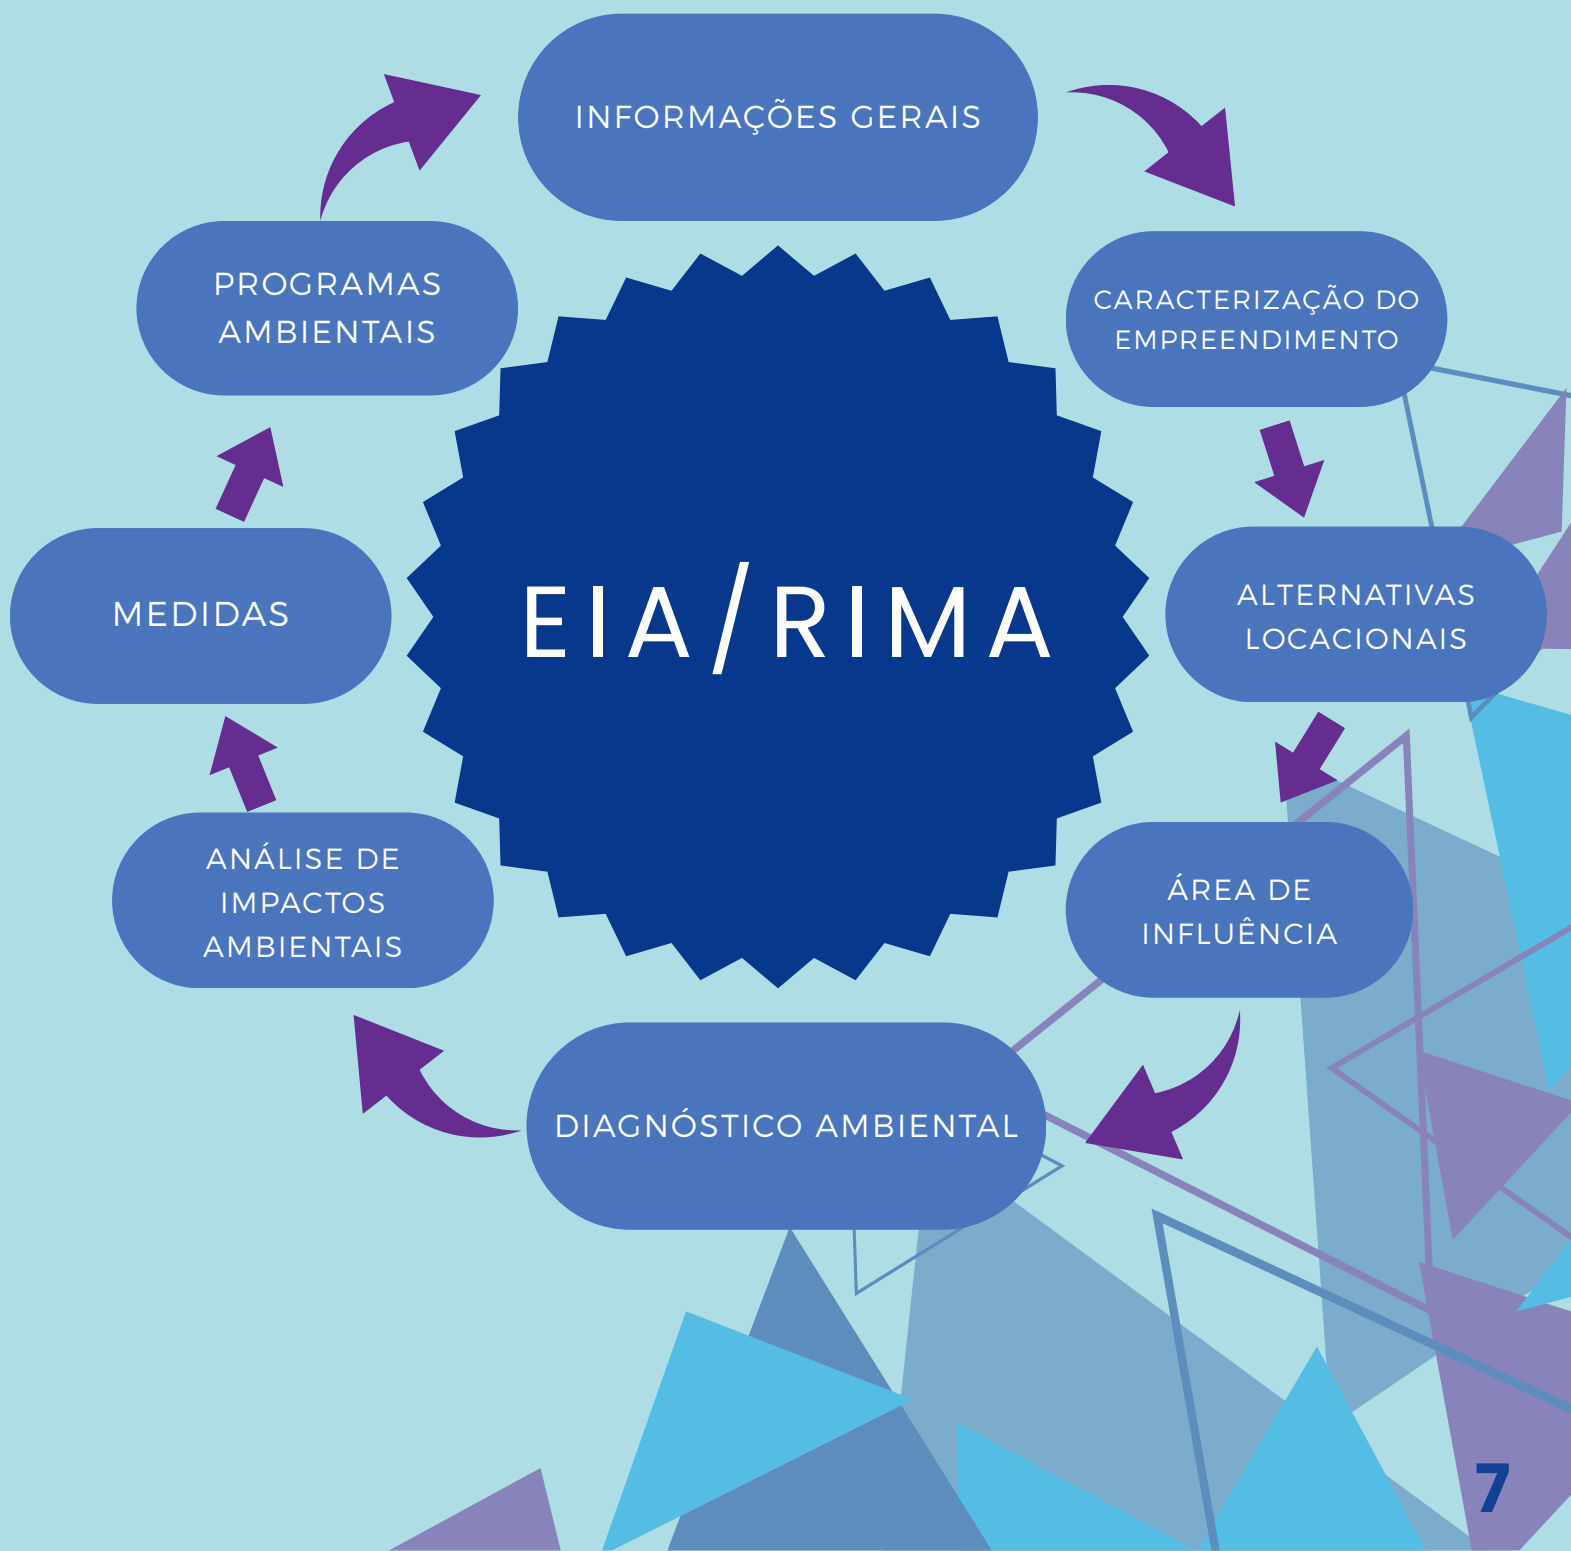 INFORMAÇÕES GERAIS
CARACTERIZAÇÃO DO
EMPREENDIMENTO
ALTERNATIVAS
LOCACIONAIS
ÁREA DE
INFLUÊNCIA
DIAGNÓSTICO AMBIENTAL
ANÁLISE DE
IMPACTOS
AMBIENTAIS
MEDIDAS
PROGRAMAS
AMBIENTAIS
EIA/RIMA
7